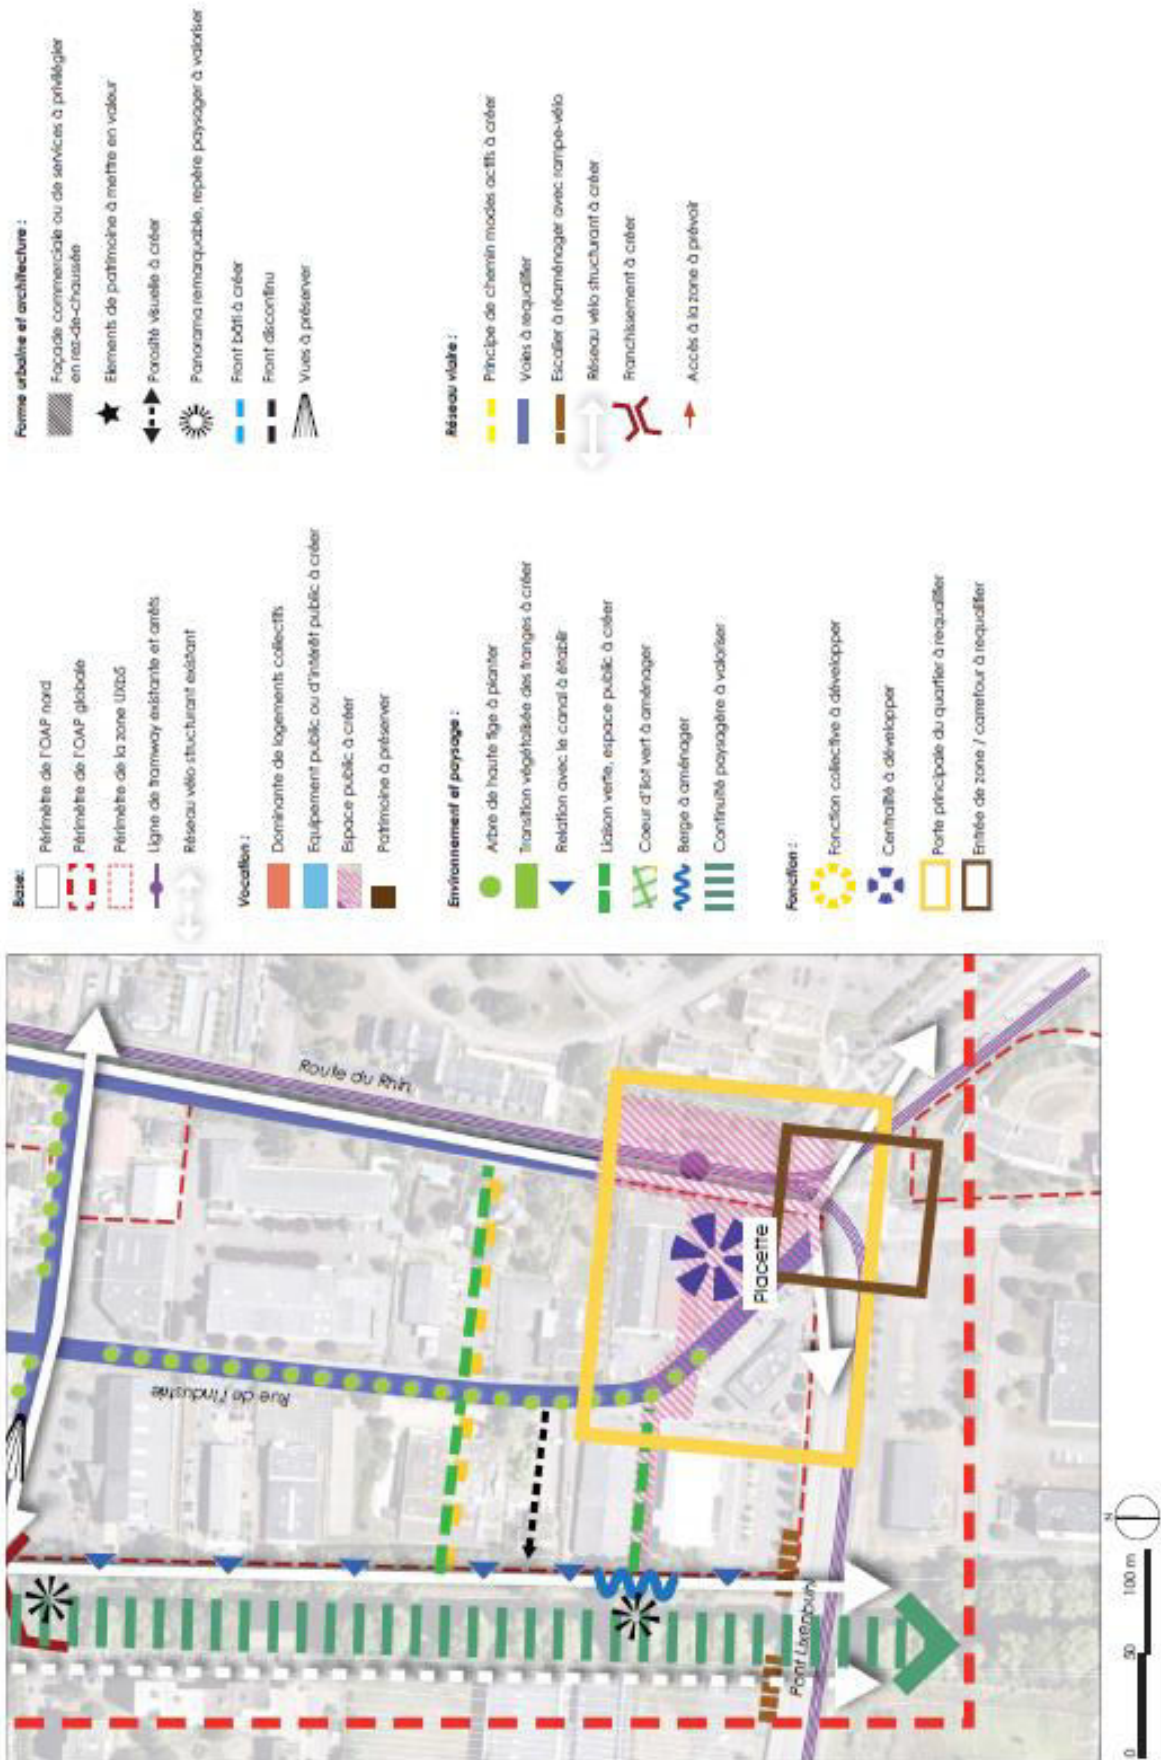 Base:
Périmètre de l'OAP nord
Périmètre de l'OAP globale
Périmètre de la zone UXb5
Ligne de tramway existante et arrêts
Réseau vélo structurant existant
Vocation :
Dominante de logements collectifs
Equipement public ou d'intérêt public à créer
Espace public à créer
Patrimoine à préserver
Environnement et paysage :
Arbre de haute tige à planter
Transition végétalisée des franges à créer
Relation avec le canal à établir
Liaison verte, espace public à créer
Coeur d'îlot vert à aménager
Berge à aménager
Continuité paysagère à valoriser
Fonction :
Fonction collective à développer
Centralité à développer
Porte principale du quartier à requalifier
Entrée de zone / carrefour à requalifier
Forme urbaine et architecture :
Façade commerciale ou de services à privilégier
en rez-de-chaussée
Elements de patrimoine à mettre en valeur
Porosité visuelle à créer
Panorama remarquable, repère paysager à valoriser
Front bâti à créer
Front discontinu
Vues à préserver
Réseau viaire :
Principe de chemin modes actifs à créer
Voies à requalifier
Escalier à réaménager avec rampe-vélo
Réseau vélo structurant à créer
Franchissement à créer
Accès à la zone à prévoir
Route du Rhin
Rue de l'Industrie
Placette
Pont Lixenbuhl
N
0
50
100 m